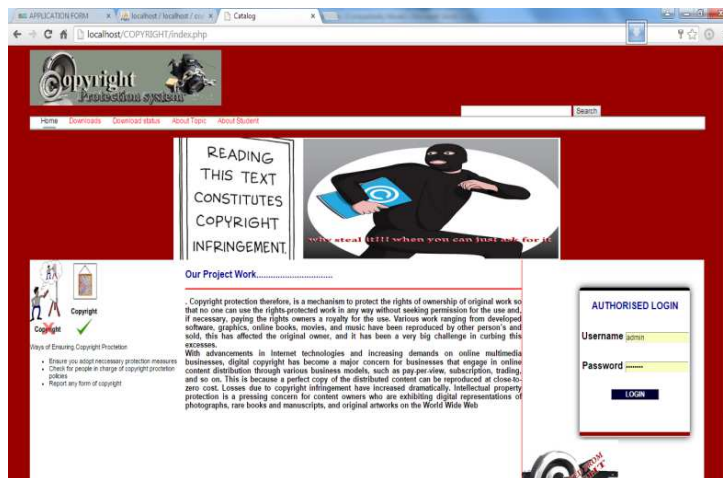 APPLICATION FORM
localhost / localhost /
Catalog
localhost/COPYRIGHT/index.php
Copyright
Protection system
Search
Home Downloads Download status About Topic About Student
READING
THIS TEXT
CONSTITUTES
COPYRIGHT
INFRINGEMENT.
why steal it!!! when you can just ask for it
Copyright
Copyright
Ways of Ensuring Copyright Proctetion
Ensure you adopt neccessary protection measures
Check for people in charge of copyright proctetion
policies
Report any form of copyright
Our Project Work...............................
. Copyright protection therefore, is a mechanism to protect the rights of ownership of original work so
that no one can use the rights-protected work in any way without seeking permission for the use and,
if necessary, paying the rights owners a royalty for the use. Various work ranging from developed
software, graphics, online books, movies, and music have been reproduced by other person's and
sold, this has affected the original owner, and it has been a very big challenge in curbing this
excesses.
With advancements in Internet technologies and increasing demands on online multimedia
businesses, digital copyright has become a major concern for businesses that engage in online
content distribution through various business models, such as pay-per-view, subscription, trading,
and so on. This is because a perfect copy of the distributed content can be reproduced at close-to-
zero cost. Losses due to copyright infringement have increased dramatically. Intellectual property
protection is a pressing concern for content owners who are exhibiting digital representations of
photographs, rare books and manuscripts, and original artworks on the World Wide Web
AUTHORISED LOGIN
Username admin
Password ••••••••
LOGIN